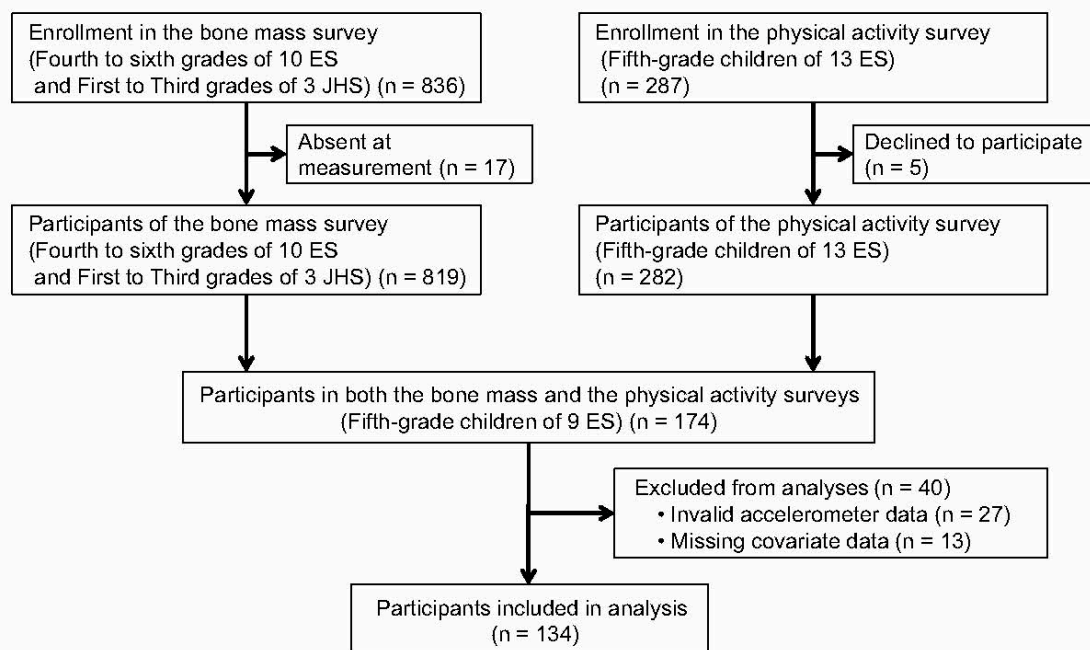 Enrollment in the bone mass survey
(Fourth to sixth grades of 10 ES
and First to Third grades of 3 JHS) (n = 836)
Enrollment in the physical activity survey
(Fifth-grade children of 13 ES)
(n = 287)
Absent at
measurement (n = 17)
Declined to participate
(n = 5)
Participants of the bone mass survey
(Fourth to sixth grades of 10 ES
and First to Third grades of 3 JHS) (n = 819)
Participants of the physical activity survey
(Fifth-grade children of 13 ES)
(n = 282)
Participants in both the bone mass and the physical activity surveys
(Fifth-grade children of 9 ES) (n = 174)
Excluded from analyses (n = 40)
• Invalid accelerometer data (n = 27)
• Missing covariate data (n = 13)
Participants included in analysis
(n = 134)